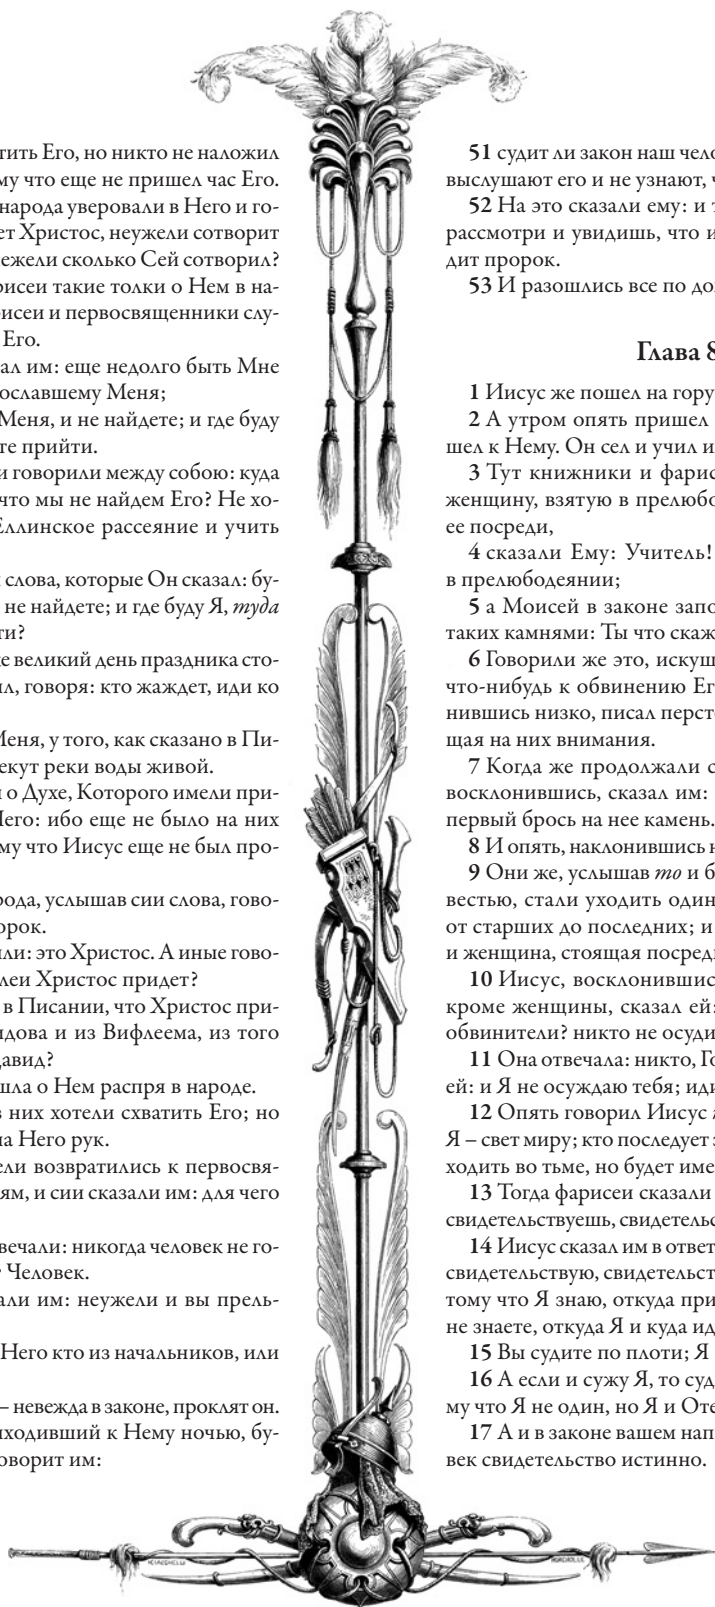 тить Его, но никто не наложил
му что еще не пришел час Его.
народа уверовали в Него и го-
ет Христос, неужели сотворит
ежели сколько Сей сотворил?
рисеи такие толки о Нем в на-
исеи и первосвященники слу-
Его.
ал им: еще недолго быть Мне
ославшему Меня;
Меня, и не найдете; и где буду
те прийти.
и говорили между собою: куда
что мы не найдем Его? Не хо-
Еллинское рассеяние и учить
слова, которые Он сказал: бу-
не найдете; и где буду Я, туда
ти?
е великий день праздника сто-
ил, говоря: кто жаждет, иди ко
Меня, у того, как сказано в Пи-
екут реки воды живой.
и о Духе, Которого имели при-
Него: ибо еще не было на них
му что Иисус еще не был про-
рода, услышав сии слова, гово-
орок.
или: это Христос. А иные гово-
леи Христос придет?
в Писании, что Христос при-
идова и из Вифлеема, из того
авид?
шла о Нем распря в народе.
з них хотели схватить Его; но
на Него рук.
ели возвратились к первосвя-
ям, и сии сказали им: для чего
вечали: никогда человек не го-
Человек.
али им: неужели и вы прель-
Него кто из начальников, или
– невежда в законе, проклят он.
иходивший к Нему ночью, бу-
оворит им:
51 судит ли закон наш чело
выслушают его и не узнают,
52 На это сказали ему: и
рассмотри и увидишь, что и
дит пророк.
53 И разошлись все по до
Глава 8
1 Иисус же пошел на гору
2 А утром опять пришел
шел к Нему. Он сел и учил и
3 Тут книжники и фарис
женщину, взятую в прелюбо
ее посреди,
4 сказали Ему: Учитель!
в прелюбодеянии;
5 а Моисей в законе запо
таких камнями: Ты что скаж
6 Говорили же это, искуш
что-нибудь к обвинению Ег
нившись низко, писал персто
щая на них внимания.
7 Когда же продолжали с
восклонившись, сказал им:
первый брось на нее камень.
8 И опять, наклонившись н
9 Они же, услышав то и б
вестью, стали уходить один
от старших до последних; и
и женщина, стоящая посред
10 Иисус, восклонившис
кроме женщины, сказал ей:
обвинители? никто не осуди
11 Она отвечала: никто, Го
ей: и Я не осуждаю тебя; иди
12 Опять говорил Иисус
Я – свет миру; кто последует з
ходить во тьме, но будет име
13 Тогда фарисеи сказали
свидетельствуешь, свидетельс
14 Иисус сказал им в ответ
свидетельствую, свидетельст
тому что Я знаю, откуда при
не знаете, откуда Я и куда ид
15 Вы судите по плоти; Я
16 А если и сужу Я, то суд
му что Я не один, но Я и Оте
17 А и в законе вашем нап
век свидетельство истинно.